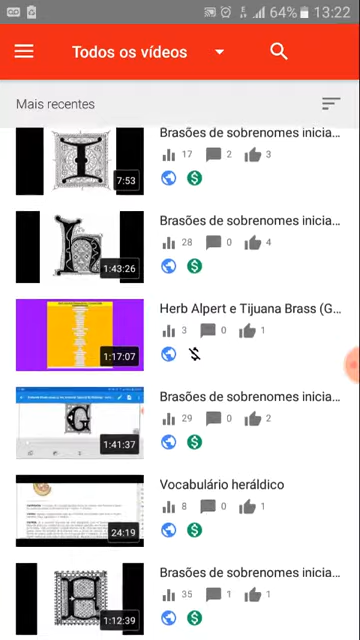 64% 13:22
Todos os vídeos
Mais recentes
Brasões de sobrenomes inicia...
17 2 3
7:53
Brasões de sobrenomes inicia...
28 0 4
1:43:26
Herb Alpert e Tijuana Brass (G...
3 0 1
1:17:07
Brasões de sobrenomes inicia...
G
29 0 2
1:41:37
Vocabulário heráldico
8 0 1
24:19
Brasões de sobrenomes inicia...
35 1 1
1:12:39